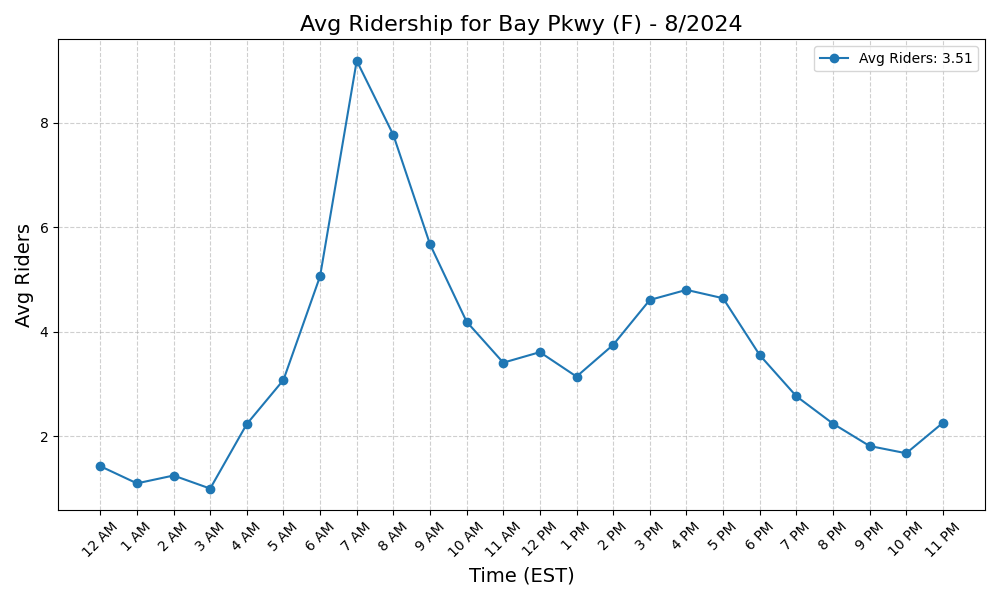 Avg Ridership for Bay Pkwy (F) - 8/2024
Avg Riders: 3.51
Avg Riders
8
6
4
2
12 AM
1 AM
2 AM
3 AM
4 AM
5 AM
6 AM
7 AM
8 AM
9 AM
10 AM
11 AM
12 PM
1 PM
2 PM
3 PM
4 PM
5 PM
6 PM
7 PM
8 PM
9 PM
10 PM
11 PM
Time (EST)